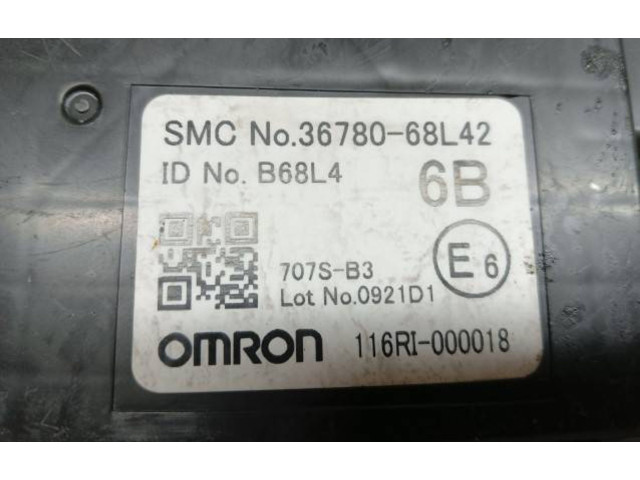 SMC No.36780-68L42
ID No. B68L4
6B
707S-B3
E6
Lot No.0921D1
OMRON 116RI-000018